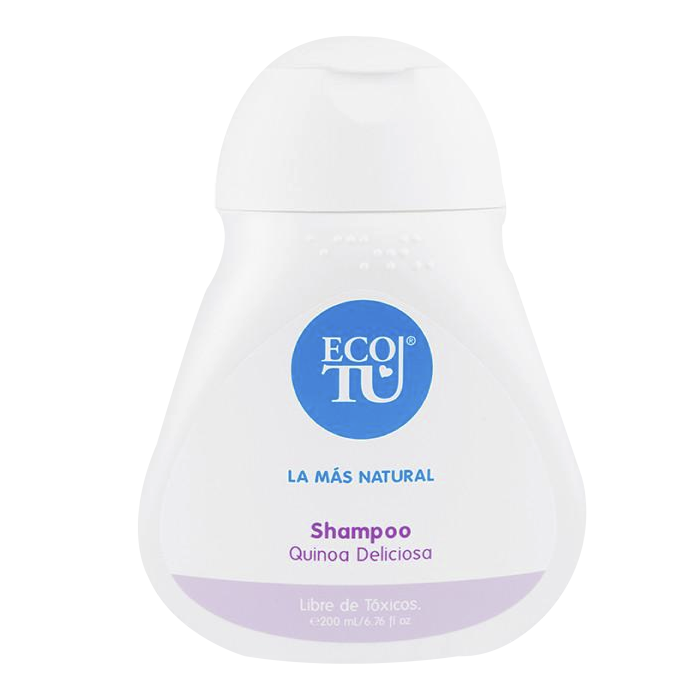 ECO
TU®
LA MÁS NATURAL
Shampoo
Quinoa Deliciosa
Libre de Tóxicos.
℮200 mL/6.76 fl oz